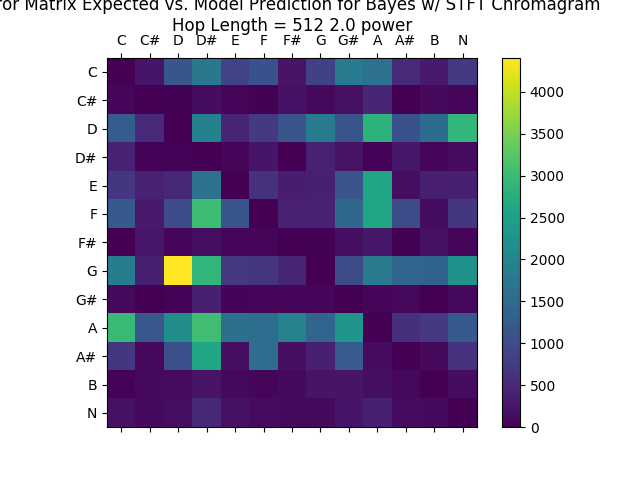 or Matrix Expected vs. Model Prediction for Bayes w/ STFT Chromagram
Hop Length = 512 2.0 power
C C# D D# E F F# G G# A A# B N
C
C#
D
D#
E
F
F#
G
G#
A
A#
B
N
4000
3500
3000
2500
2000
1500
1000
500
0